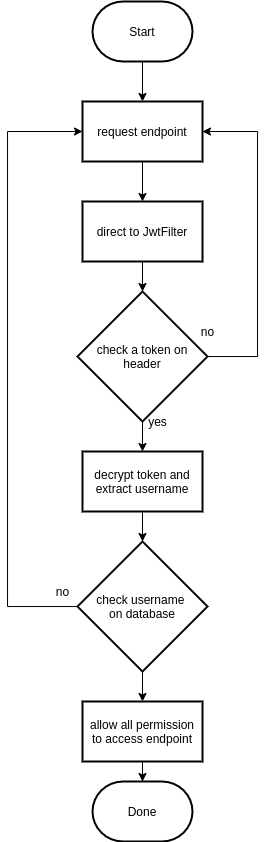 Start
request endpoint
direct to JwtFilter
check a token on
header
no
yes
decrypt token and
extract username
check username
on database
no
allow all permission
to access endpoint
Done